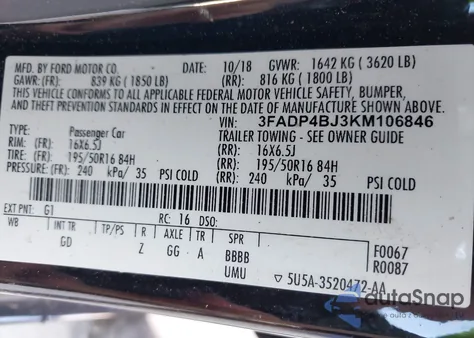 MFD. BY FORD MOTOR CO. DATE: 10/18 GVWR: 1642 KG ( 3620 LB)
GAWR: (FR): 839 KG ( 1850 LB) (RR): 816 KG ( 1800 LB)
THIS VEHICLE CONFORMS TO ALL APPLICABLE FEDERAL MOTOR VEHICLE SAFETY, BUMPER,
AND THEFT PREVENTION STANDARDS IN EFFECT ON THE DATE OF MANUFACTURE SHOWN ABOVE.
VIN: 3FADP4BJ3KM106846
TYPE: Passenger Car TRAILER TOWING - SEE OWNER GUIDE
RIM: (FR): 16X6.5J (RR): 16X6.5J
TIRE: (FR): 195/50R16 84H (RR): 195/50R16 84H
PRESSURE: (FR): 240 kPa/ 35 PSI COLD (RR): 240 kPa/ 35 PSI COLD
EXT PNT: G1 RC: 16 DSO:
WB INT TR TP/PS R AXLE TR SPR F0067
GD Z GG A BBBB R0087
UMU 5U5A-3520472-AA
autoSnap